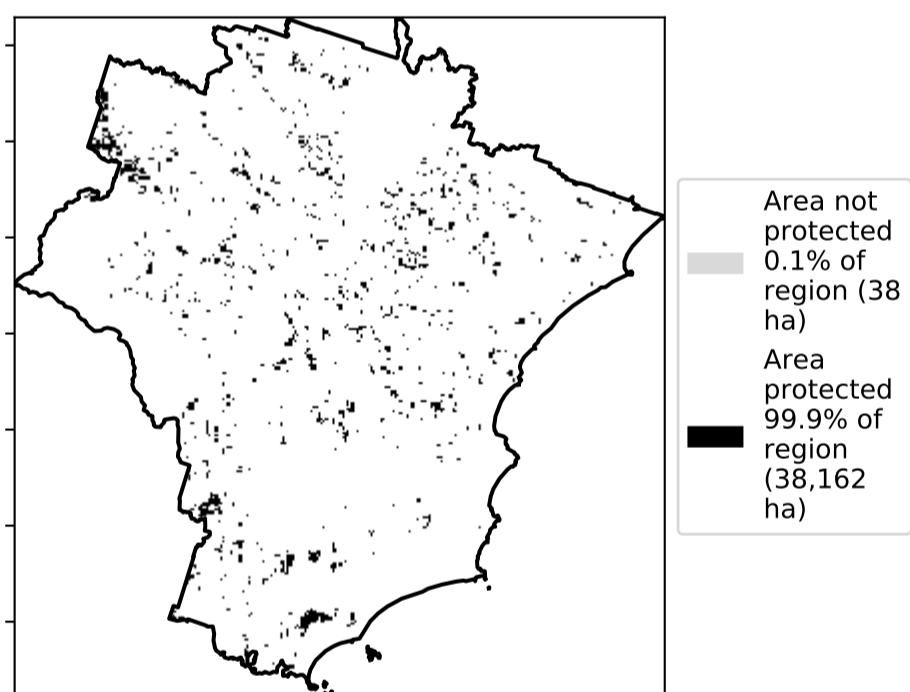 Area not
protected
0.1% of
region (38
ha)
Area
protected
99.9% of
region
(38,162
ha)